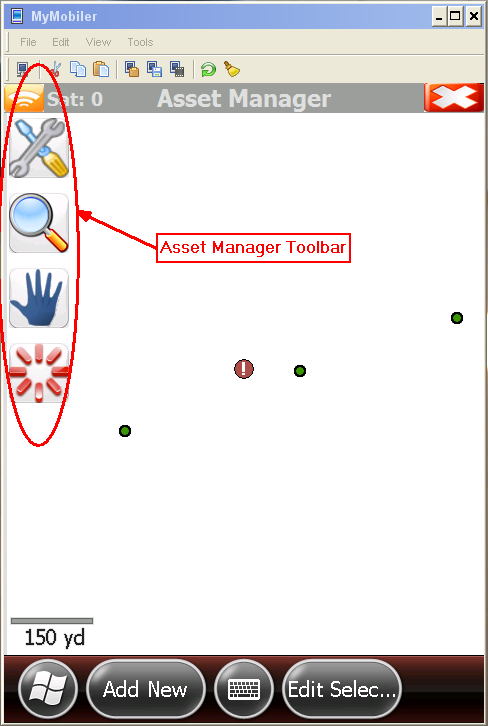 MyMobiler
File Edit View Tools
Sat: 0 Asset Manager
Asset Manager Toolbar
!
150 yd
Add New Edit Selec...